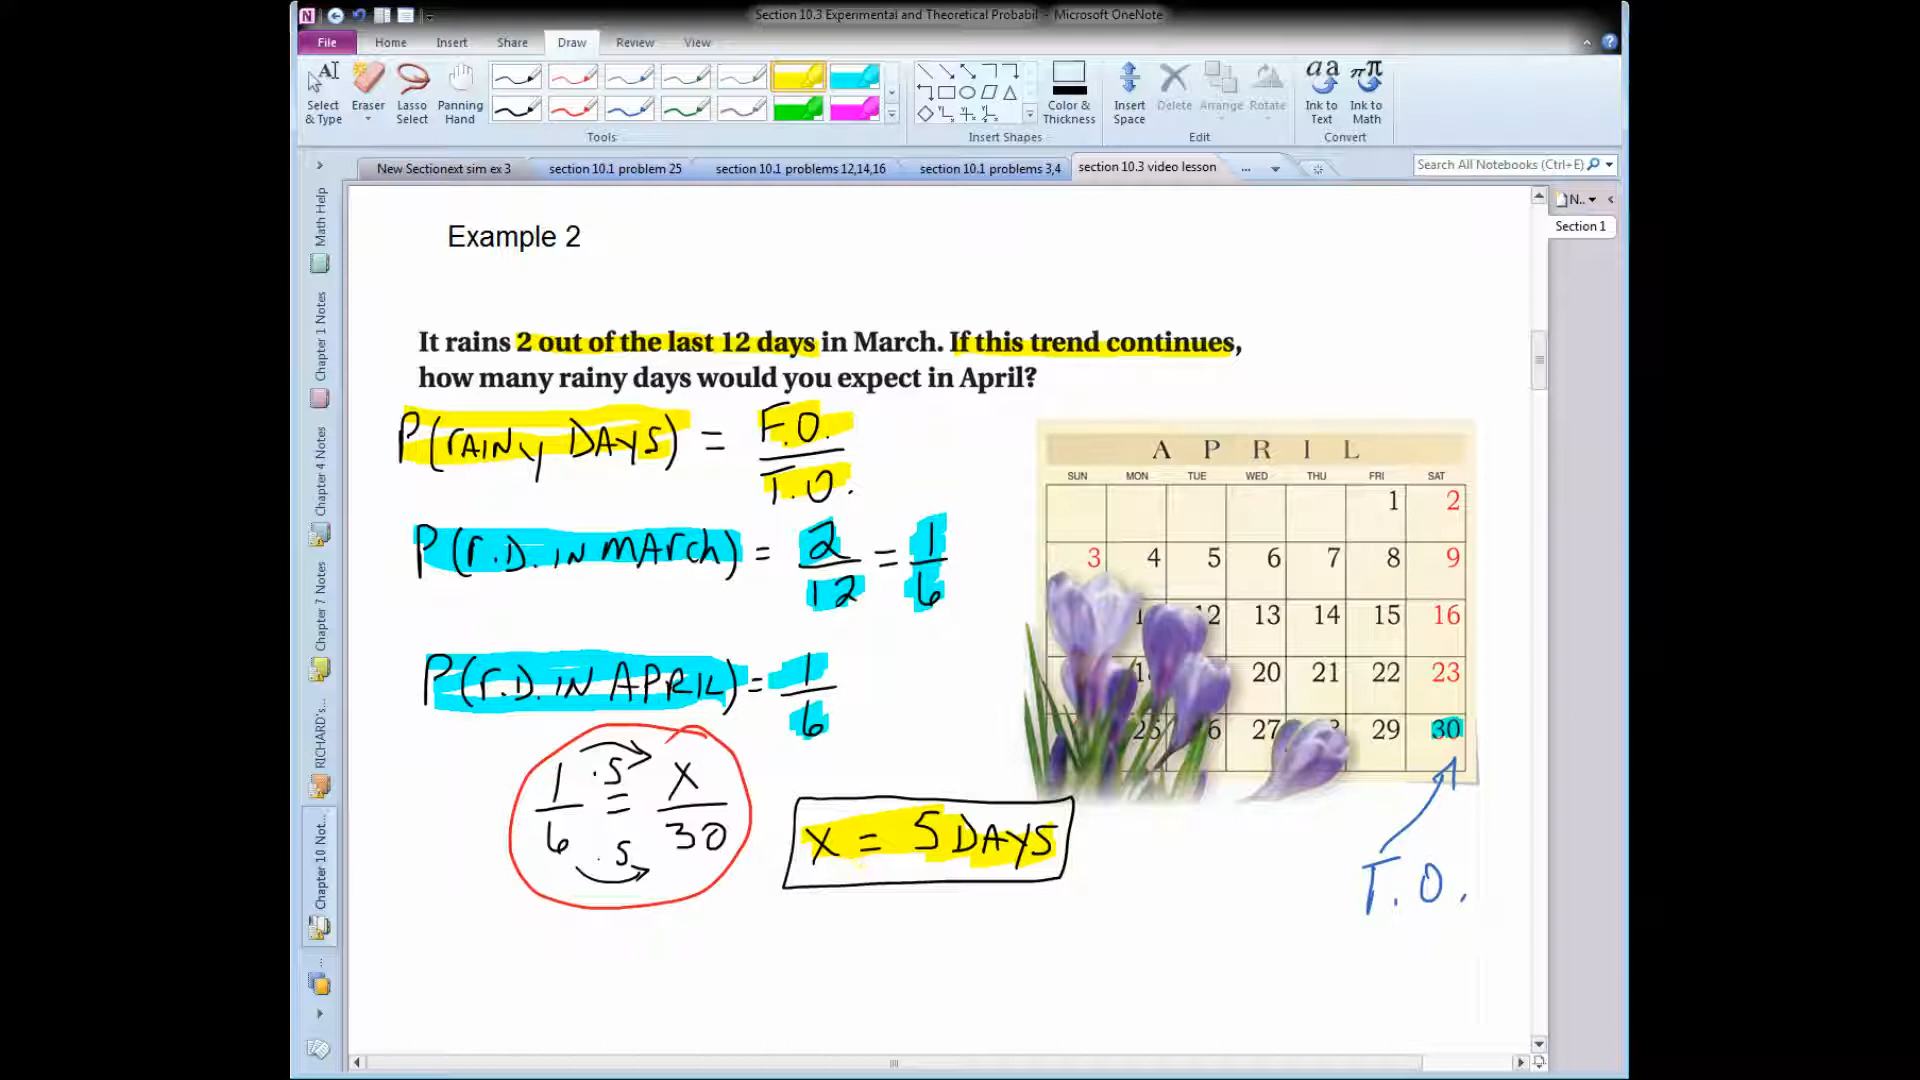 Section 10.3 Experimental and Theoretical Probabil - Microsoft OneNote
File Home Insert Share Draw Review View
Select & Type
Eraser
Lasso Select
Panning Hand
Color & Thickness
Insert Space
Delete
Arrange
Rotate
Ink to Text
Ink to Math
Tools Insert Shapes Edit Convert
New Sectionext sim ex 3 section 10.1 problem 25 section 10.1 problems 12,14,16 section 10.1 problems 3,4 section 10.3 video lesson ... Search All Notebooks (Ctrl+E)
N..
Section 1
Math Help
Chapter 1 Notes
Chapter 4 Notes
Chapter 7 Notes
RICHARD's...
Chapter 10 Not...
Example 2
It rains 2 out of the last 12 days in March. If this trend continues,
how many rainy days would you expect in April?
P(rAINy DAYS) = F.O. / T.O.
P(r.D. IN MArch) = 2/12 = 1/6
P(r.D. IN APRIL) = 1/6
1/6 = x/30
.5
.5
x = 5 DAYS
APRIL
SUN MON TUE WED THU FRI SAT
1 2
3 4 5 6 7 8 9
12 13 14 15 16
20 21 22 23
25 27 29 30
T.O.